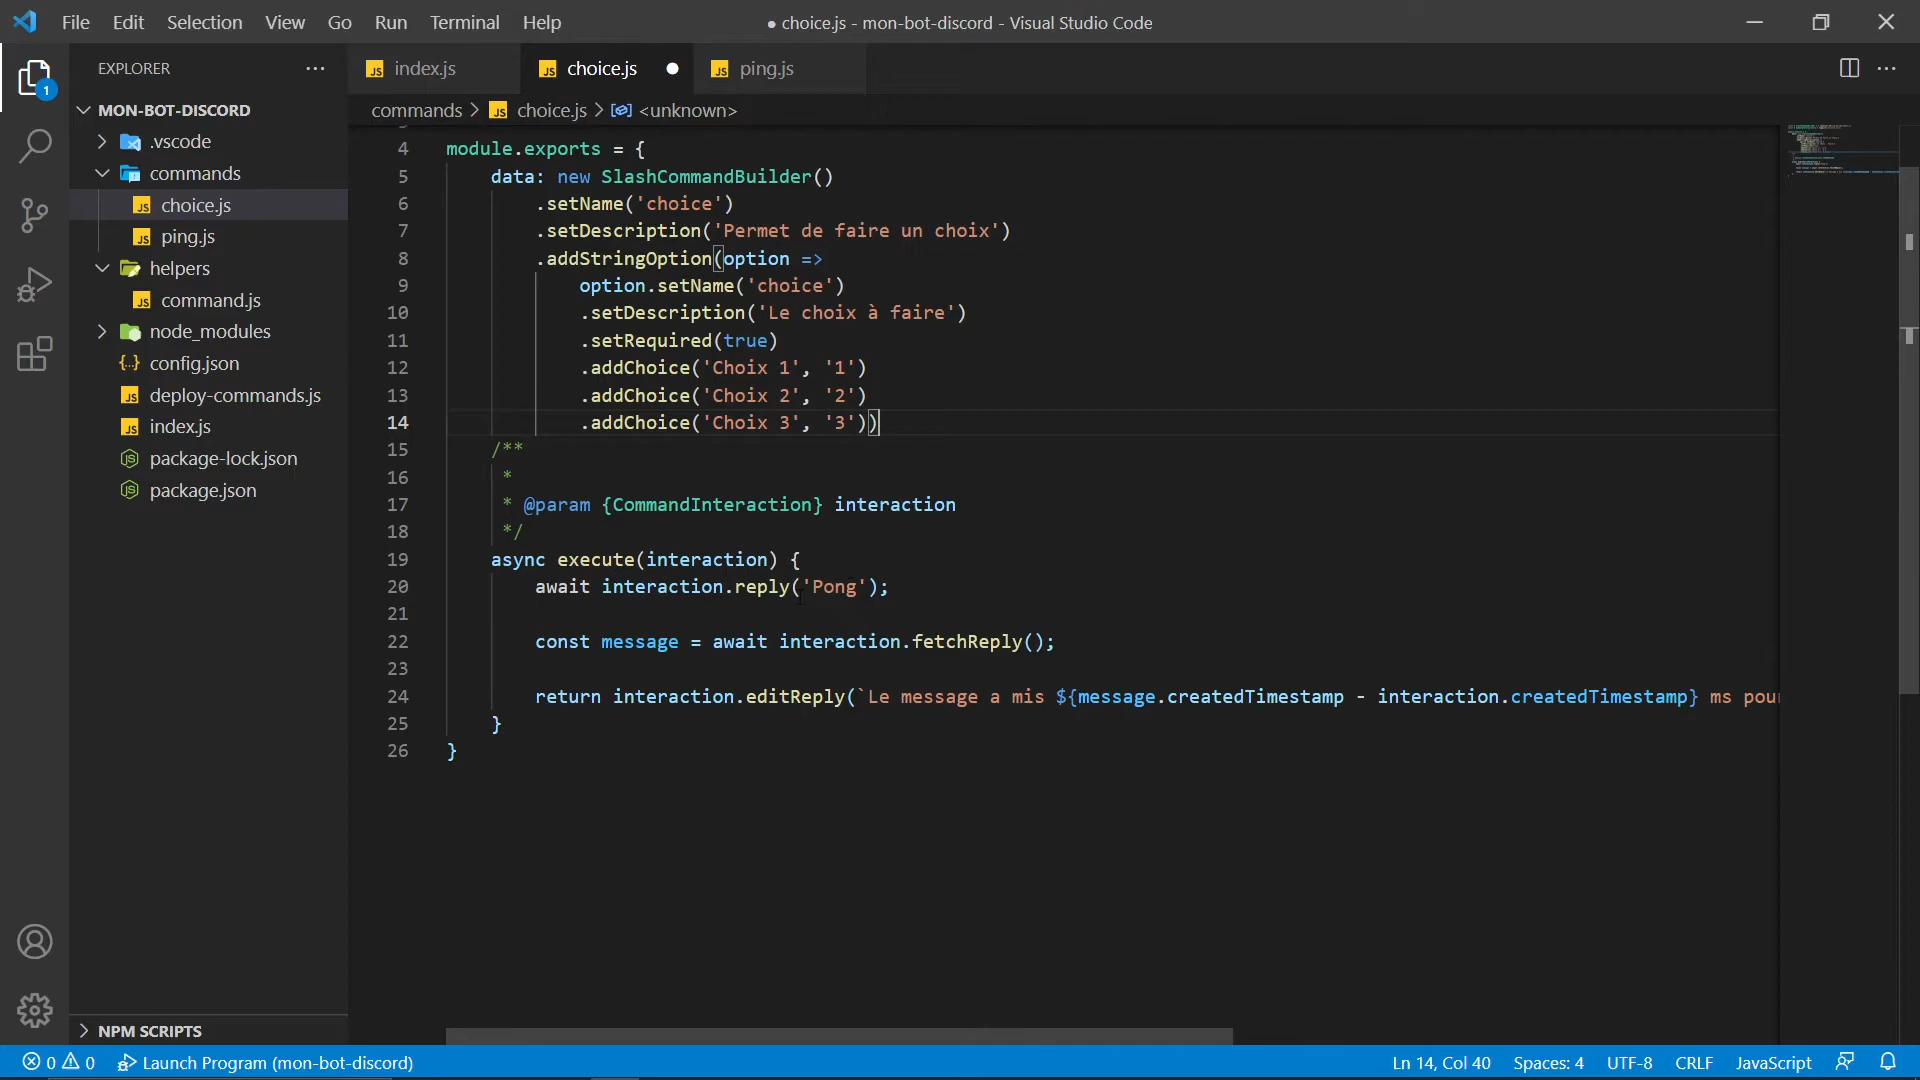 File Edit Selection View Go Run Terminal Help
● choice.js - mon-bot-discord - Visual Studio Code
EXPLORER
1
MON-BOT-DISCORD
.vscode
commands
choice.js
ping.js
helpers
command.js
node_modules
config.json
deploy-commands.js
index.js
package-lock.json
package.json
NPM SCRIPTS
index.js
choice.js
ping.js
commands > choice.js > <unknown>
4 module.exports = {
5 data: new SlashCommandBuilder()
6 .setName('choice')
7 .setDescription('Permet de faire un choix')
8 .addStringOption(option =>
9 option.setName('choice')
10 .setDescription('Le choix à faire')
11 .setRequired(true)
12 .addChoice('Choix 1', '1')
13 .addChoice('Choix 2', '2')
14 .addChoice('Choix 3', '3'))
15 /**
16 *
17 * @param {CommandInteraction} interaction
18 */
19 async execute(interaction) {
20 await interaction.reply('Pong');
21
22 const message = await interaction.fetchReply();
23
24 return interaction.editReply(`Le message a mis ${message.createdTimestamp - interaction.createdTimestamp} ms pou
25 }
26 }
0 0 Launch Program (mon-bot-discord)
Ln 14, Col 40 Spaces: 4 UTF-8 CRLF JavaScript